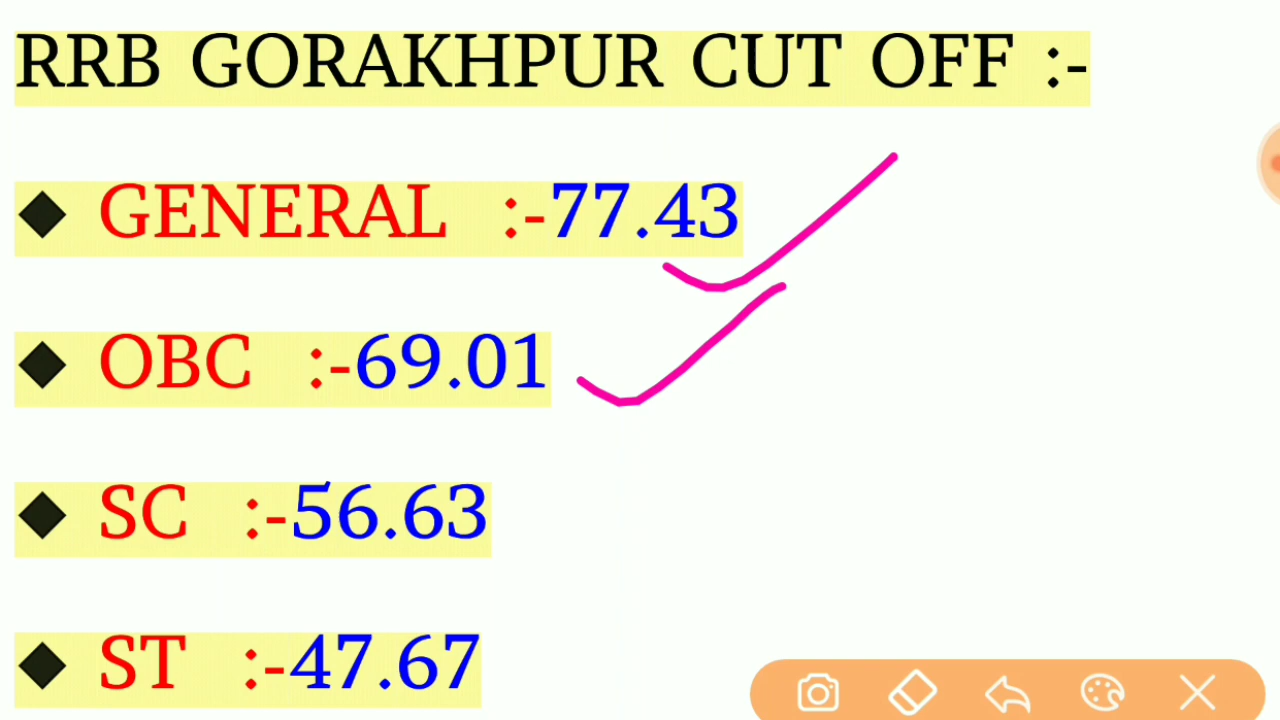 RRB GORAKHPUR CUT OFF :-
◆ GENERAL :-77.43
◆ OBC :-69.01
◆ SC :-56.63
◆ ST :-47.67